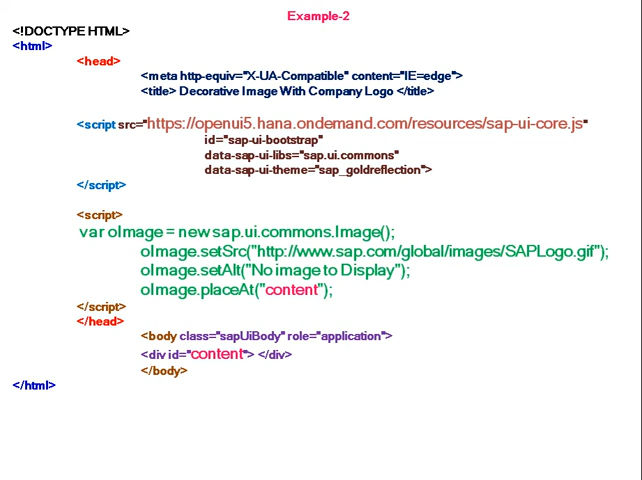 Example-2
<!DOCTYPE HTML>
<html>
<head>
<meta http-equiv="X-UA-Compatible" content="IE=edge">
<title> Decorative Image With Company Logo </title>
<script src="https://openui5.hana.ondemand.com/resources/sap-ui-core.js"
id="sap-ui-bootstrap"
data-sap-ui-libs="sap.ui.commons"
data-sap-ui-theme="sap_goldreflection">
</script>
<script>
var oImage = new sap.ui.commons.Image();
oImage.setSrc("http://www.sap.com/global/images/SAPLogo.gif");
oImage.setAlt("No image to Display");
oImage.placeAt("content");
</script>
</head>
<body class="sapUiBody" role="application">
<div id="content"> </div>
</body>
</html>